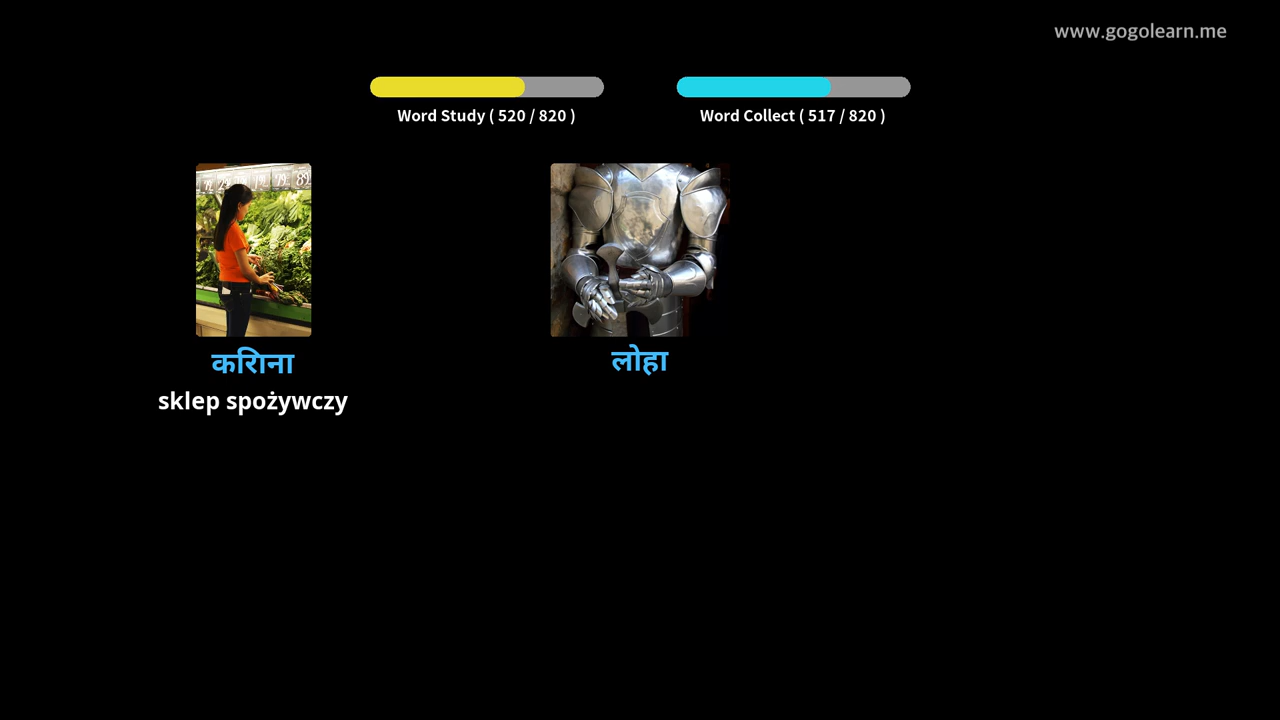 www.gogolearn.me
Word Study ( 520 / 820 )
Word Collect ( 517 / 820 )
करिाना
लोहा
sklep spożywczy